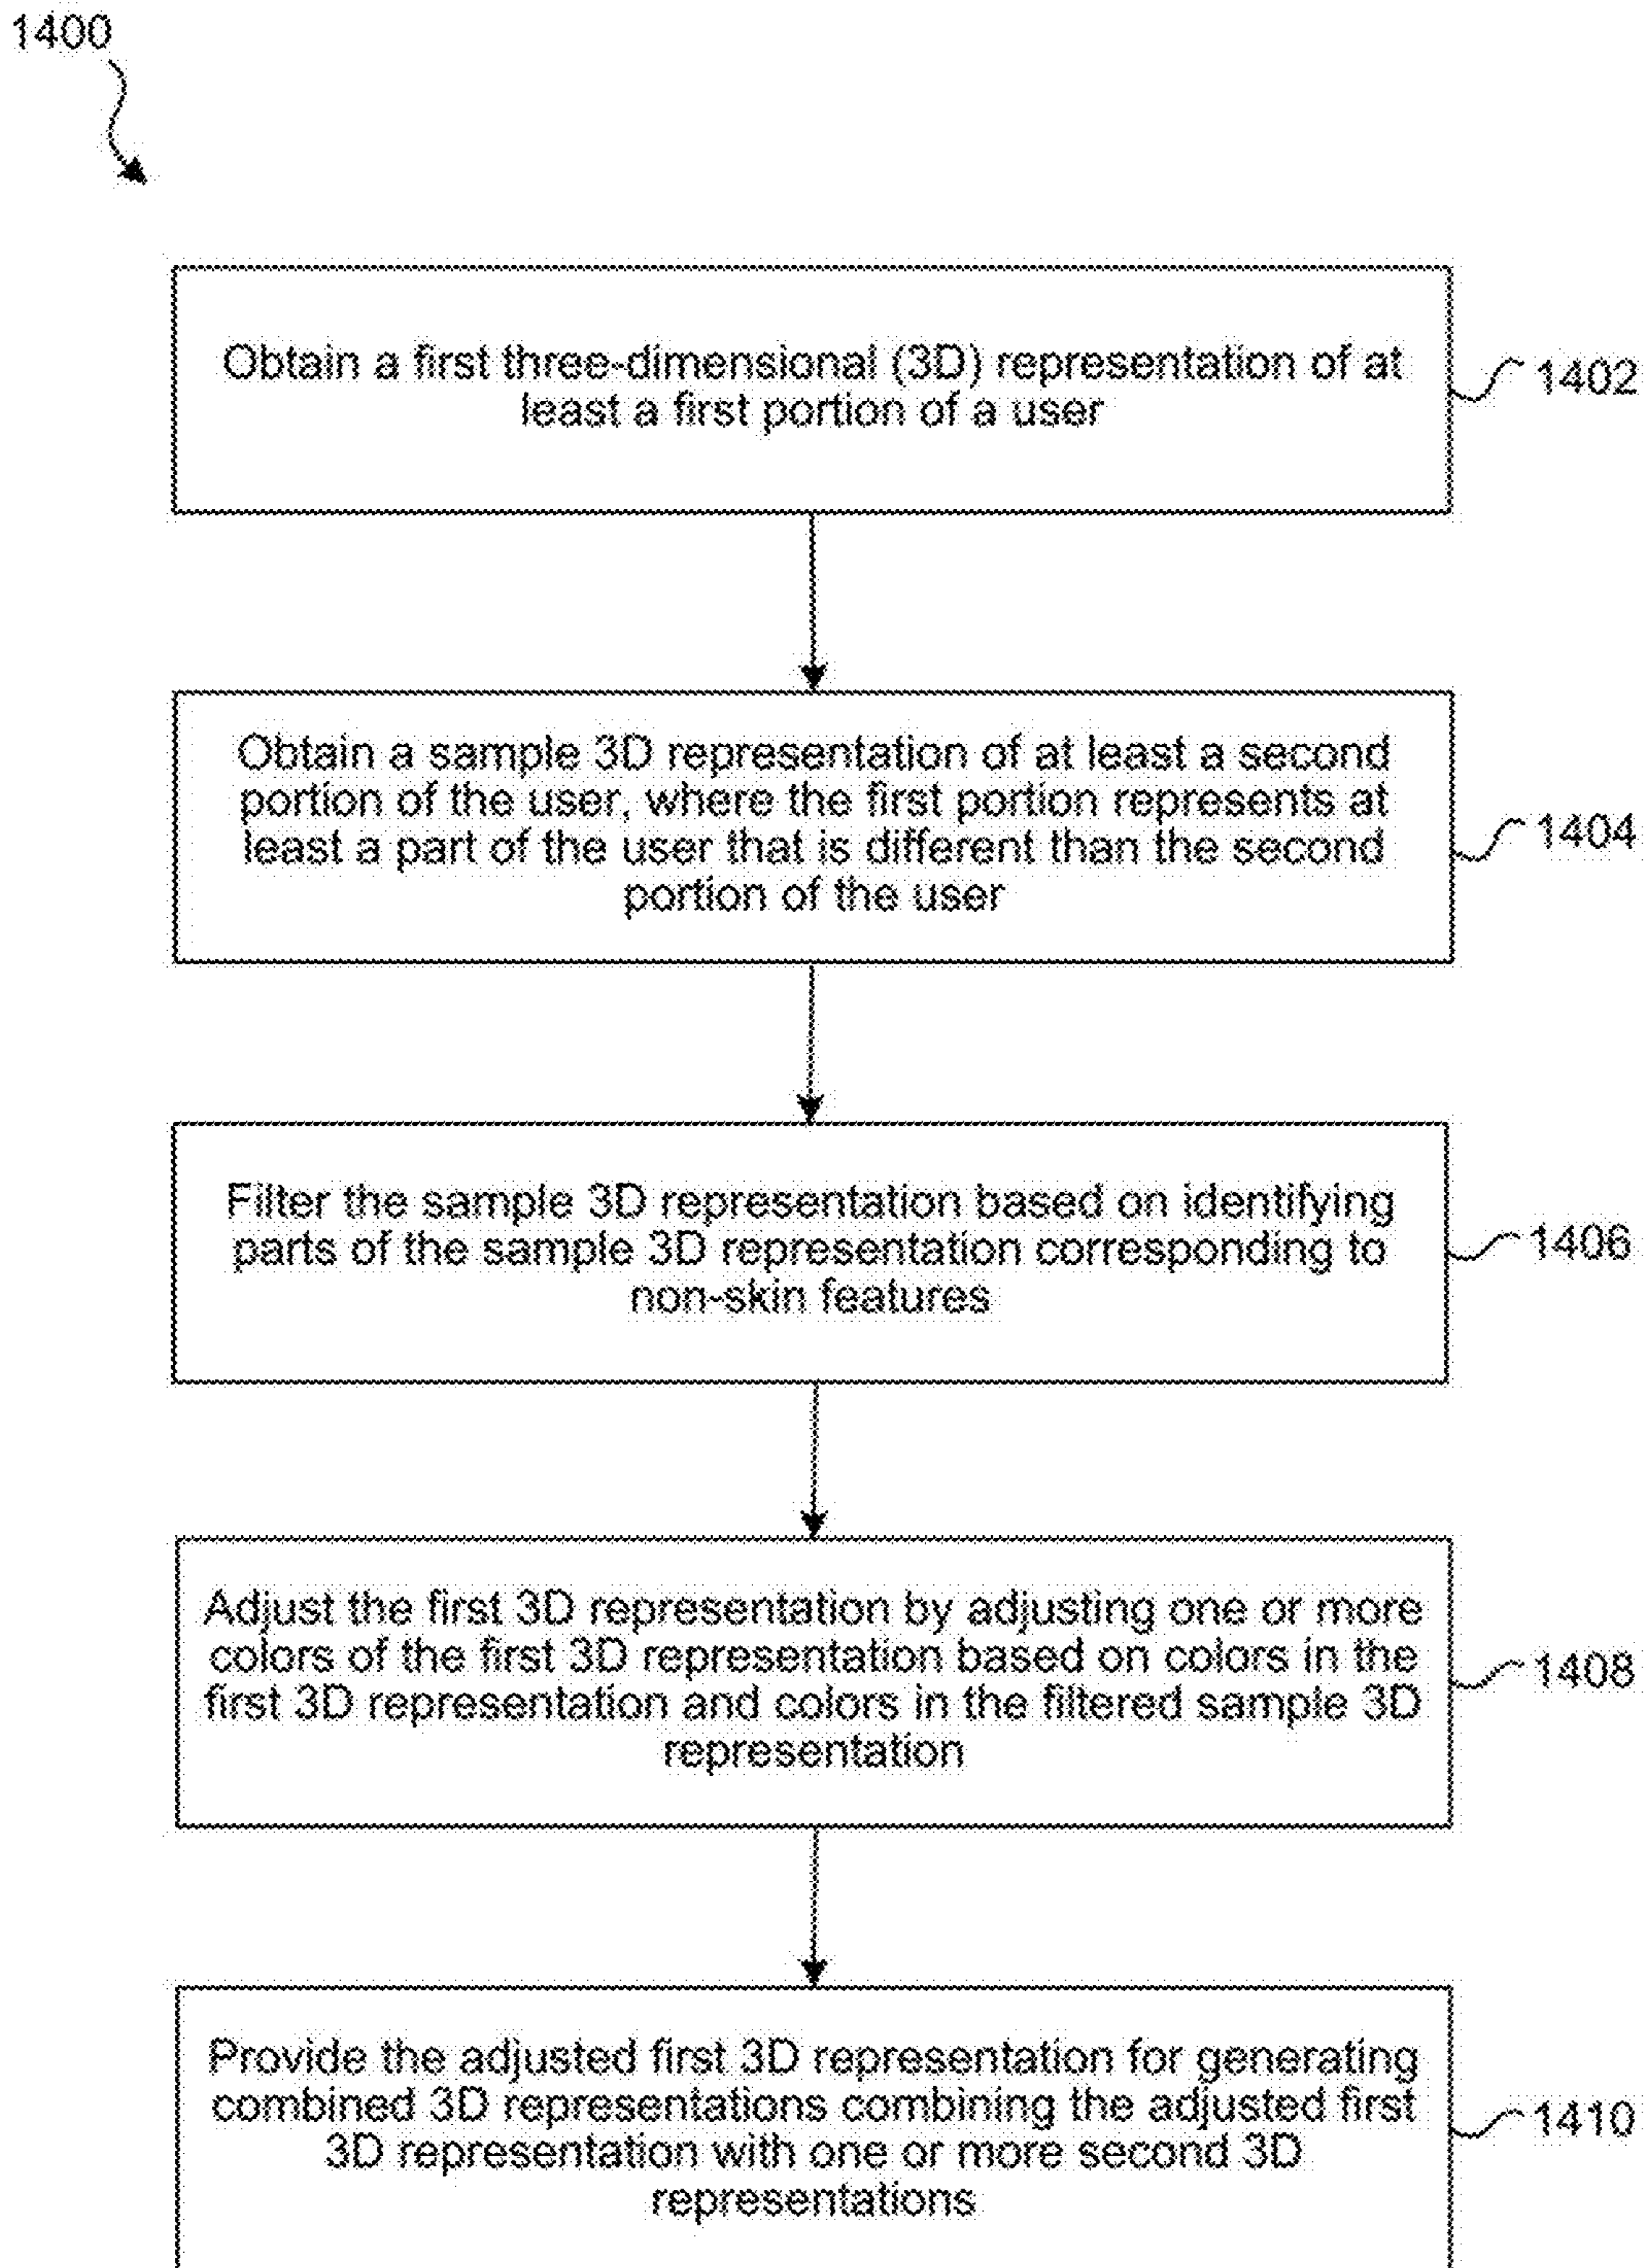 1400
Obtain a first three-dimensional (3D) representation of at
least a first portion of a user
1402
Obtain a sample 3D representation of at least a second
portion of the user, where the first portion represents at
least a part of the user that is different than the second
portion of the user
1404
Filter the sample 3D representation based on identifying
parts of the sample 3D representation corresponding to
non-skin features
1406
Adjust the first 3D representation by adjusting one or more
colors of the first 3D representation based on colors in the
first 3D representation and colors in the filtered sample 3D
representation
1408
Provide the adjusted first 3D representation for generating
combined 3D representations combining the adjusted first
3D representation with one or more second 3D
representations
1410